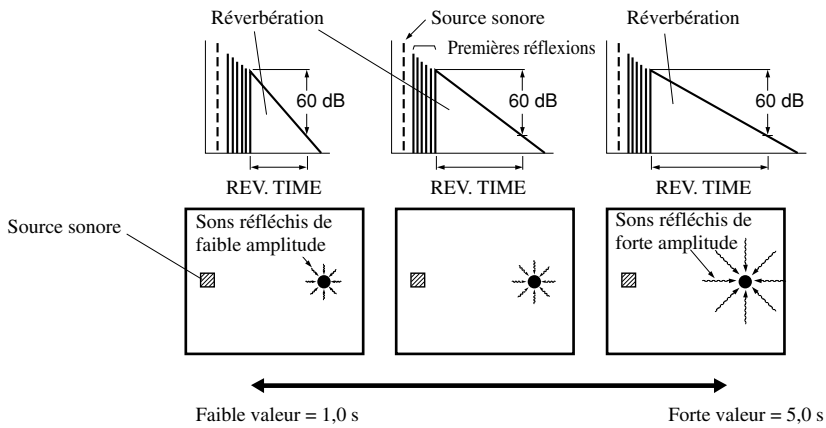 Réverbération
Source sonore
Réverbération
Premières réflexions
60 dB
60 dB
60 dB
REV. TIME
REV. TIME
REV. TIME
Source sonore
Sons réfléchis de
faible amplitude
Sons réfléchis de
forte amplitude
Faible valeur = 1,0 s
Forte valeur = 5,0 s